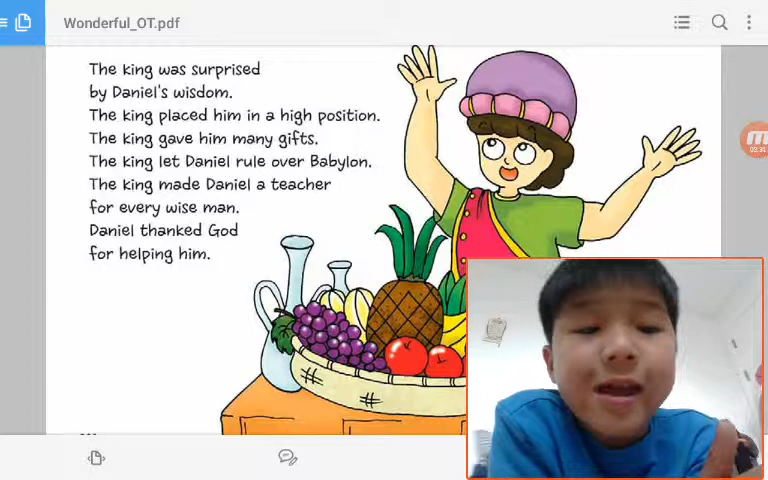 Wonderful_OT.pdf
The king was surprised
by Daniel's wisdom.
The king placed him in a high position.
The king gave him many gifts.
The king let Daniel rule over Babylon.
The king made Daniel a teacher
for every wise man.
Daniel thanked God
for helping him.